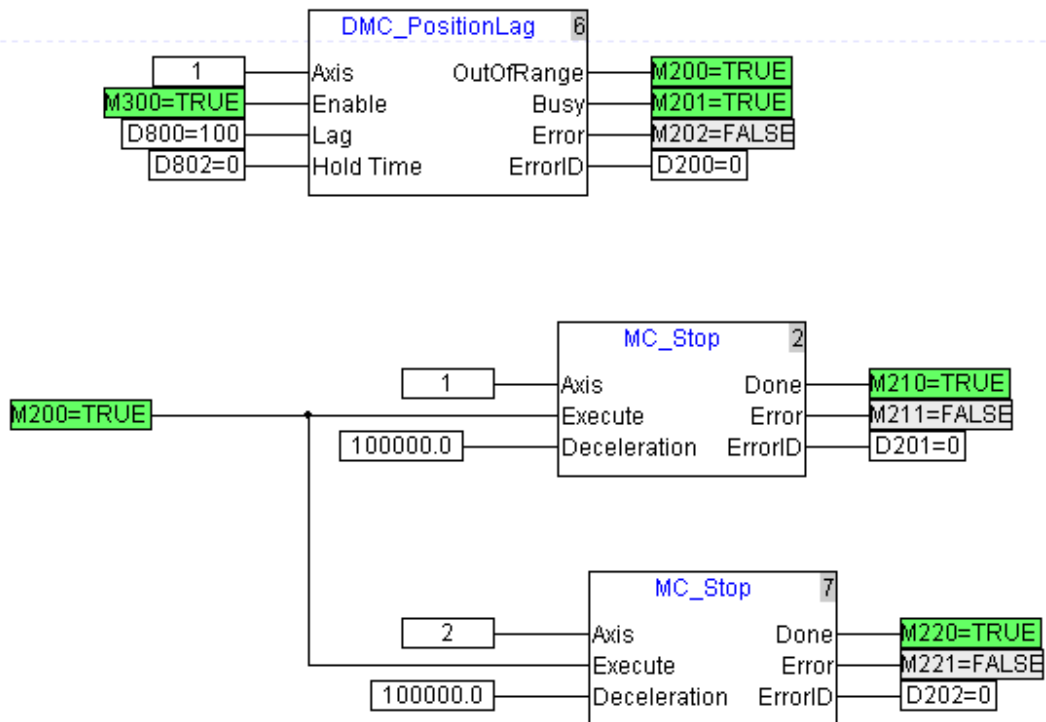 DMC_PositionLag 6
1 Axis OutOfRange M200=TRUE
M300=TRUE Enable Busy M201=TRUE
D800=100 Lag Error M202=FALSE
D802=0 Hold Time ErrorID D200=0
MC_Stop 2
1 Axis Done M210=TRUE
M200=TRUE Execute Error M211=FALSE
100000.0 Deceleration ErrorID D201=0
MC_Stop 7
2 Axis Done M220=TRUE
Execute Error M221=FALSE
100000.0 Deceleration ErrorID D202=0